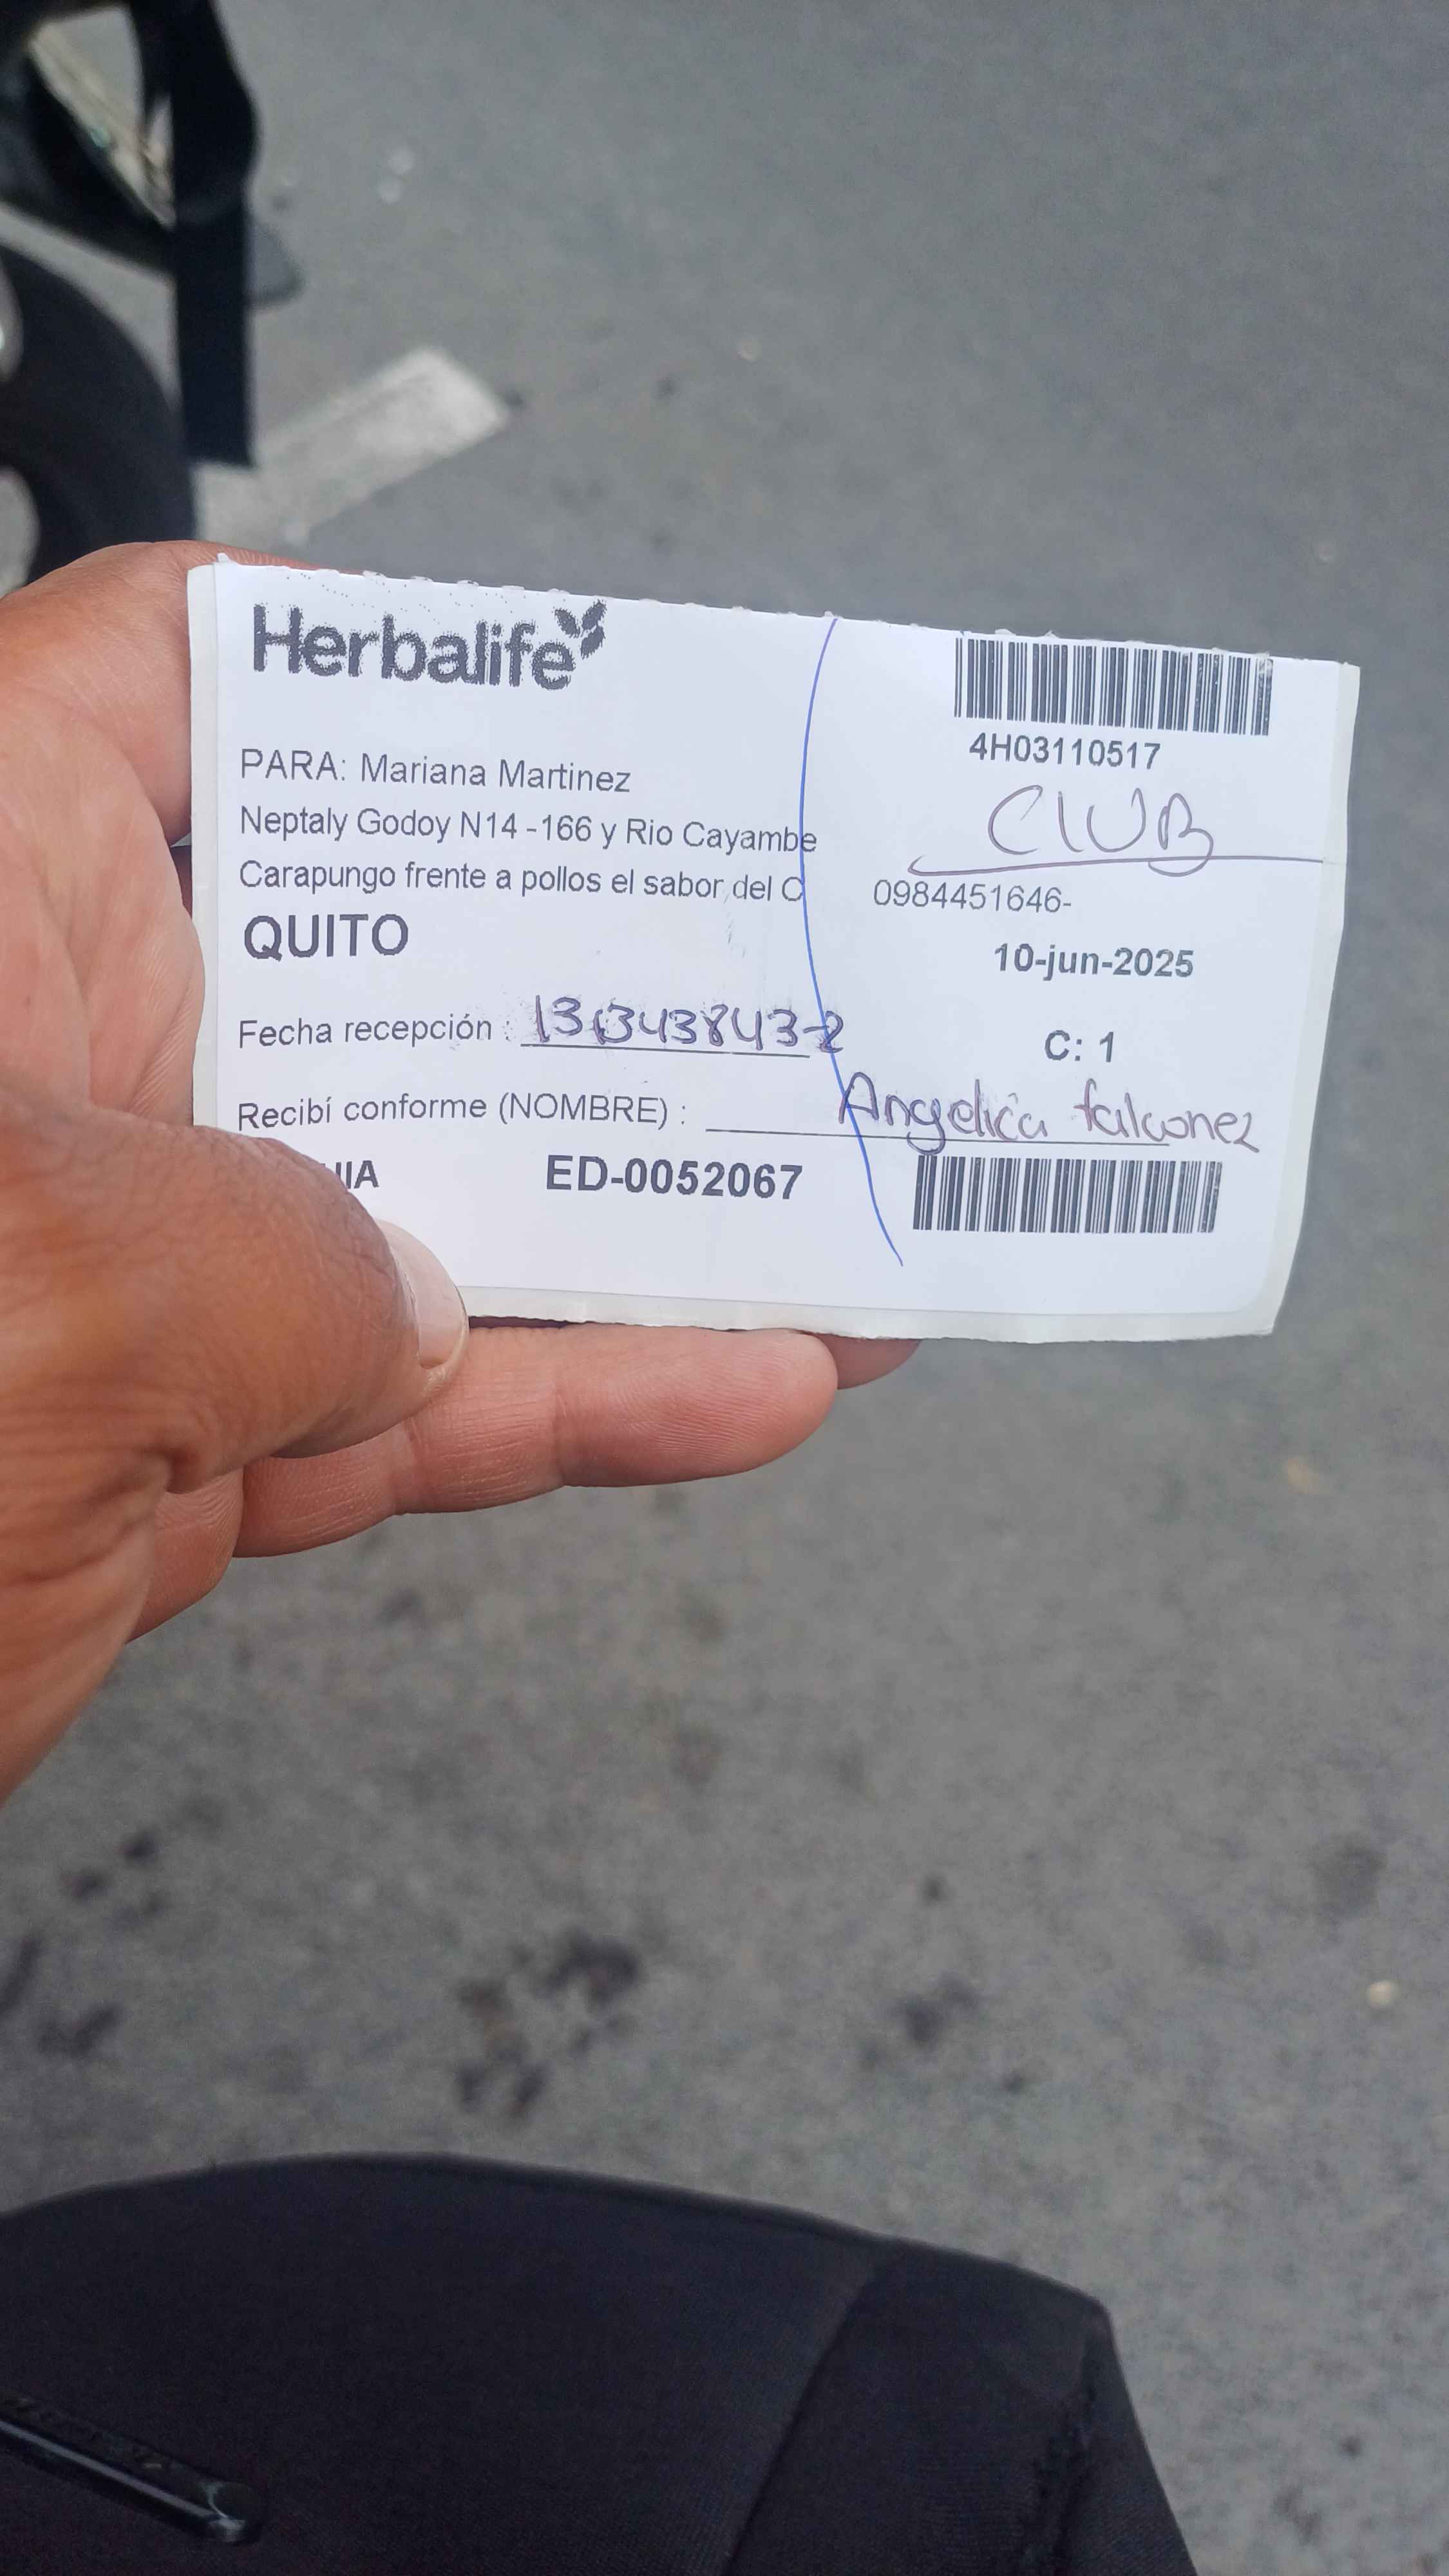 Herbalife
4H03110517
PARA: Mariana Martinez
CLUB
Neptaly Godoy N14 -166 y Rio Cayambe
Carapungo frente a pollos el sabor del C
0984451646-
QUITO
10-jun-2025
Fecha recepción :
C: 1
Recibí conforme (NOMBRE) : Angelica falconez
ED-0052067